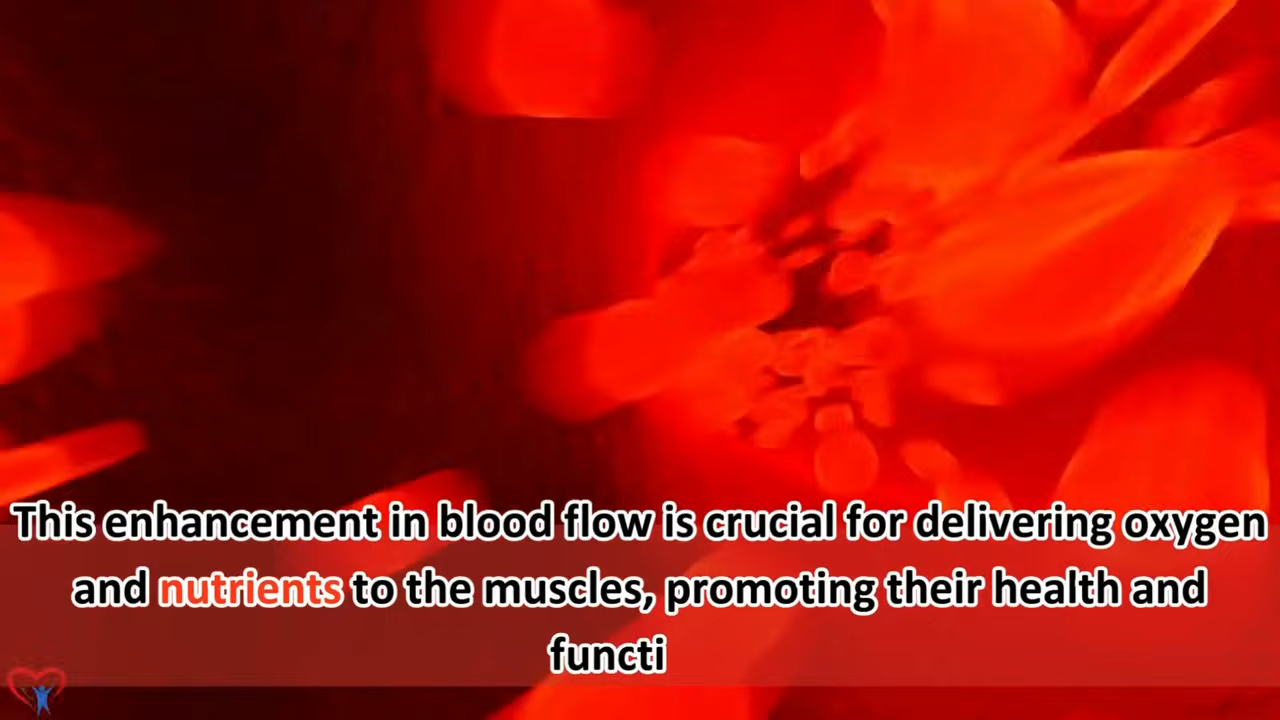 This enhancement in blood flow is crucial for delivering oxygen
and nutrients to the muscles, promoting their health and
functi